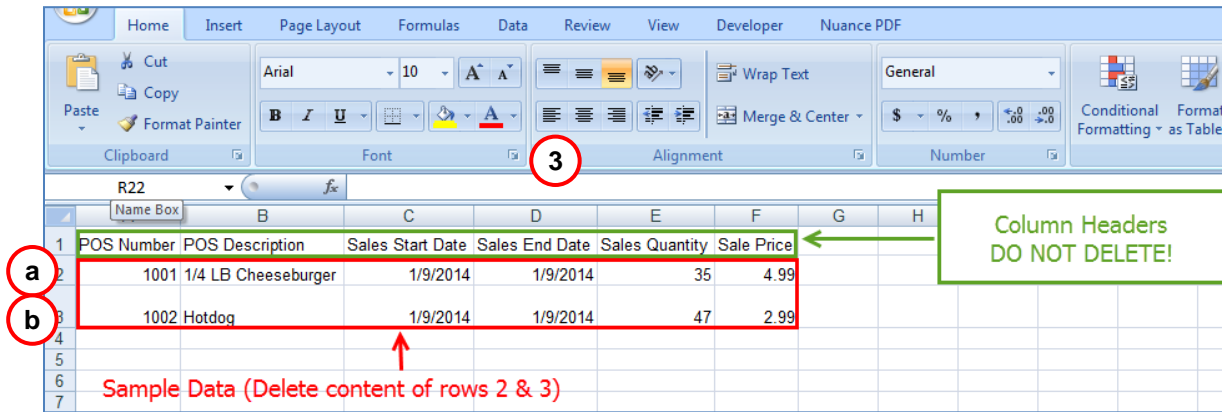 Home Insert Page Layout Formulas Data Review View Developer Nuance PDF
Cut
Copy
Format Painter
Paste
Clipboard
Arial 10 A A
B I U A
Font
3
Wrap Text
Merge & Center
Alignment
General
$ % , .0 .00 .00 .0
Number
Conditional Formatting
Format as Table
R22 fx
Name Box
B C D E F G H
1 POS Number POS Description Sales Start Date Sales End Date Sales Quantity Sale Price
a 2 1001 1/4 LB Cheeseburger 1/9/2014 1/9/2014 35 4.99
b 3 1002 Hotdog 1/9/2014 1/9/2014 47 2.99
4
5
6
7
Column Headers
DO NOT DELETE!
Sample Data (Delete content of rows 2 & 3)